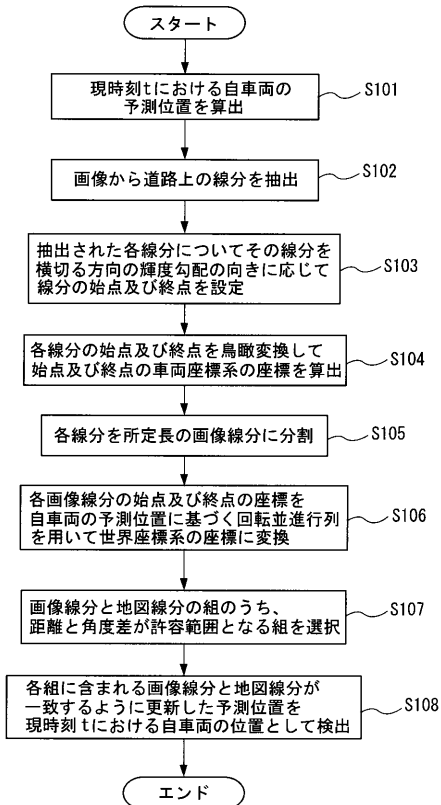 スタート
現時刻tにおける自車両の
予測位置を算出
S101
画像から道路上の線分を抽出
S102
抽出された各線分についてその線分を
横切る方向の輝度勾配の向きに応じて
線分の始点及び終点を設定
S103
各線分の始点及び終点を鳥瞰変換して
始点及び終点の車両座標系の座標を算出
S104
各線分を所定長の画像線分に分割
S105
各画像線分の始点及び終点の座標を
自車両の予測位置に基づく回転並進行列
を用いて世界座標系の座標に変換
S106
画像線分と地図線分の組のうち、
距離と角度差が許容範囲となる組を選択
S107
各組に含まれる画像線分と地図線分が
一致するように更新した予測位置を
現時刻tにおける自車両の位置として検出
S108
エンド